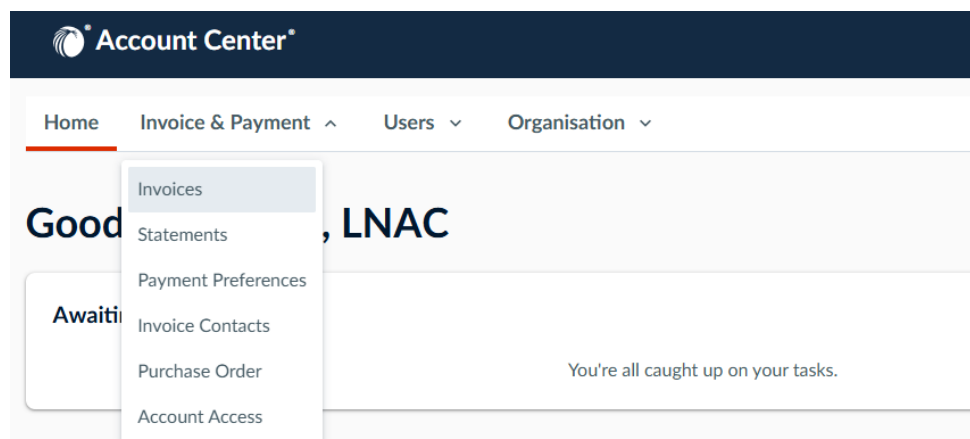 Account Center®
Home Invoice & Payment Users Organisation
Invoices
Good , LNAC
Statements
Payment Preferences
Invoice Contacts
You're all caught up on your tasks.
Purchase Order
Account Access